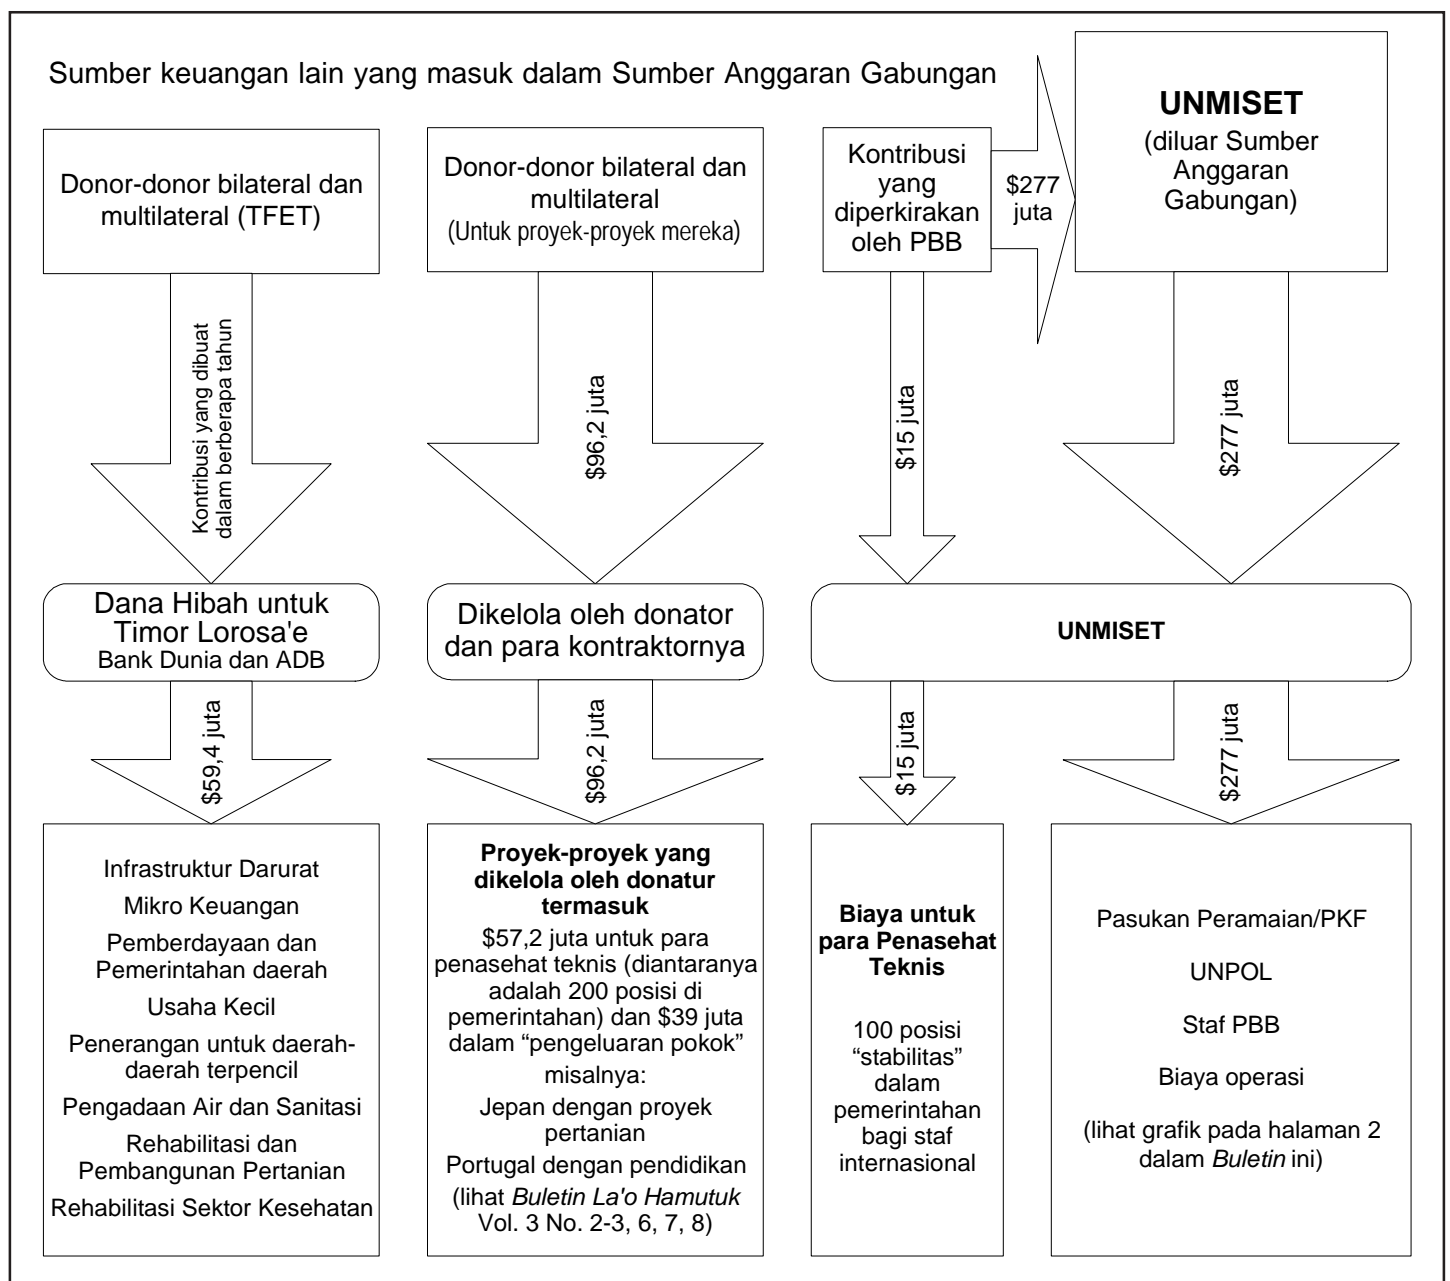 Sumber keuangan lain yang masuk dalam Sumber Anggaran Gabungan
Donor-donor bilateral dan
multilateral (TFET)
Donor-donor bilateral dan
multilateral
(Untuk proyek-proyek mereka)
Kontribusi
yang
diperkirakan
oleh PBB
$277
juta
UNMISET
(diluar Sumber
Anggaran
Gabungan)
Kontribusi yang dibuat
dalam berberapa tahun
$96,2 juta
$15 juta
$277 juta
Dana Hibah untuk
Timor Lorosa'e
Bank Dunia dan ADB
Dikelola oleh donator
dan para kontraktornya
UNMISET
$59,4 juta
$96,2 juta
$15 juta
$277 juta
Infrastruktur Darurat
Mikro Keuangan
Pemberdayaan dan
Pemerintahan daerah
Usaha Kecil
Penerangan untuk daerah-
daerah terpencil
Pengadaan Air dan Sanitasi
Rehabilitasi dan
Pembangunan Pertanian
Rehabilitasi Sektor Kesehatan
Proyek-proyek yang
dikelola oleh donatur
termasuk
$57,2 juta untuk para
penasehat teknis (diantaranya
adalah 200 posisi di
pemerintahan) dan $39 juta
dalam “pengeluaran pokok”
misalnya:
Jepan dengan proyek
pertanian
Portugal dengan pendidikan
(lihat Buletin La'o Hamutuk
Vol. 3 No. 2-3, 6, 7, 8)
Biaya untuk
para Penasehat
Teknis
100 posisi
“stabilitas”
dalam
pemerintahan
bagi staf
internasional
Pasukan Peramaian/PKF
UNPOL
Staf PBB
Biaya operasi
(lihat grafik pada halaman 2
dalam Buletin ini)